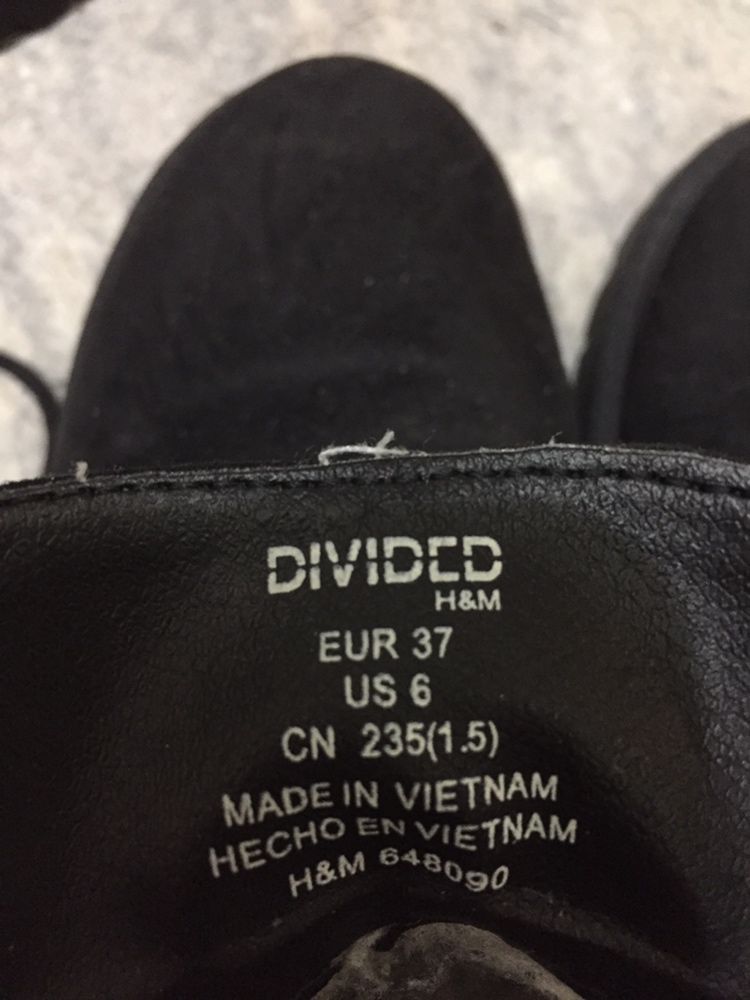 DIVIDED
H&M
EUR 37
US 6
CN 235(1.5)
MADE IN VIETNAM
HECHO EN VIETNAM
H&M 648090